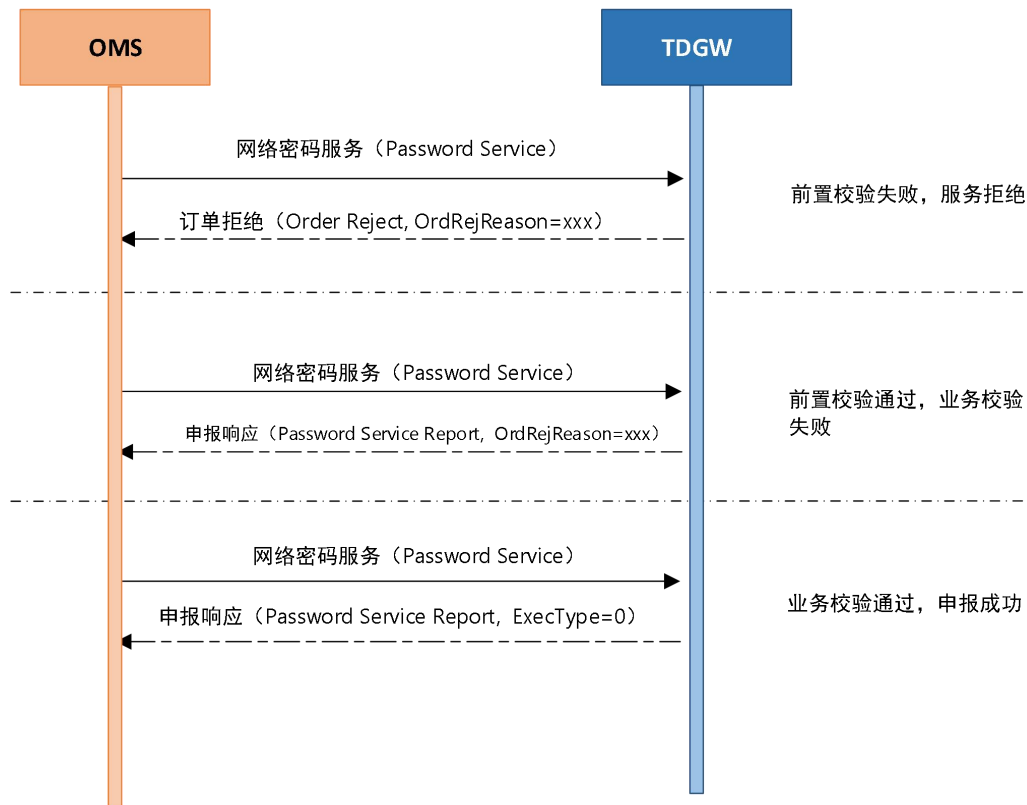 OMS
TDGW
网络密码服务（Password Service）
前置校验失败，服务拒绝
订单拒绝（Order Reject, OrdRejReason=xxx）
网络密码服务（Password Service）
前置校验通过，业务校验
失败
申报响应（Password Service Report,  OrdRejReason=xxx）
网络密码服务（Password Service）
业务校验通过，申报成功
申报响应（Password Service Report,  ExecType=0）